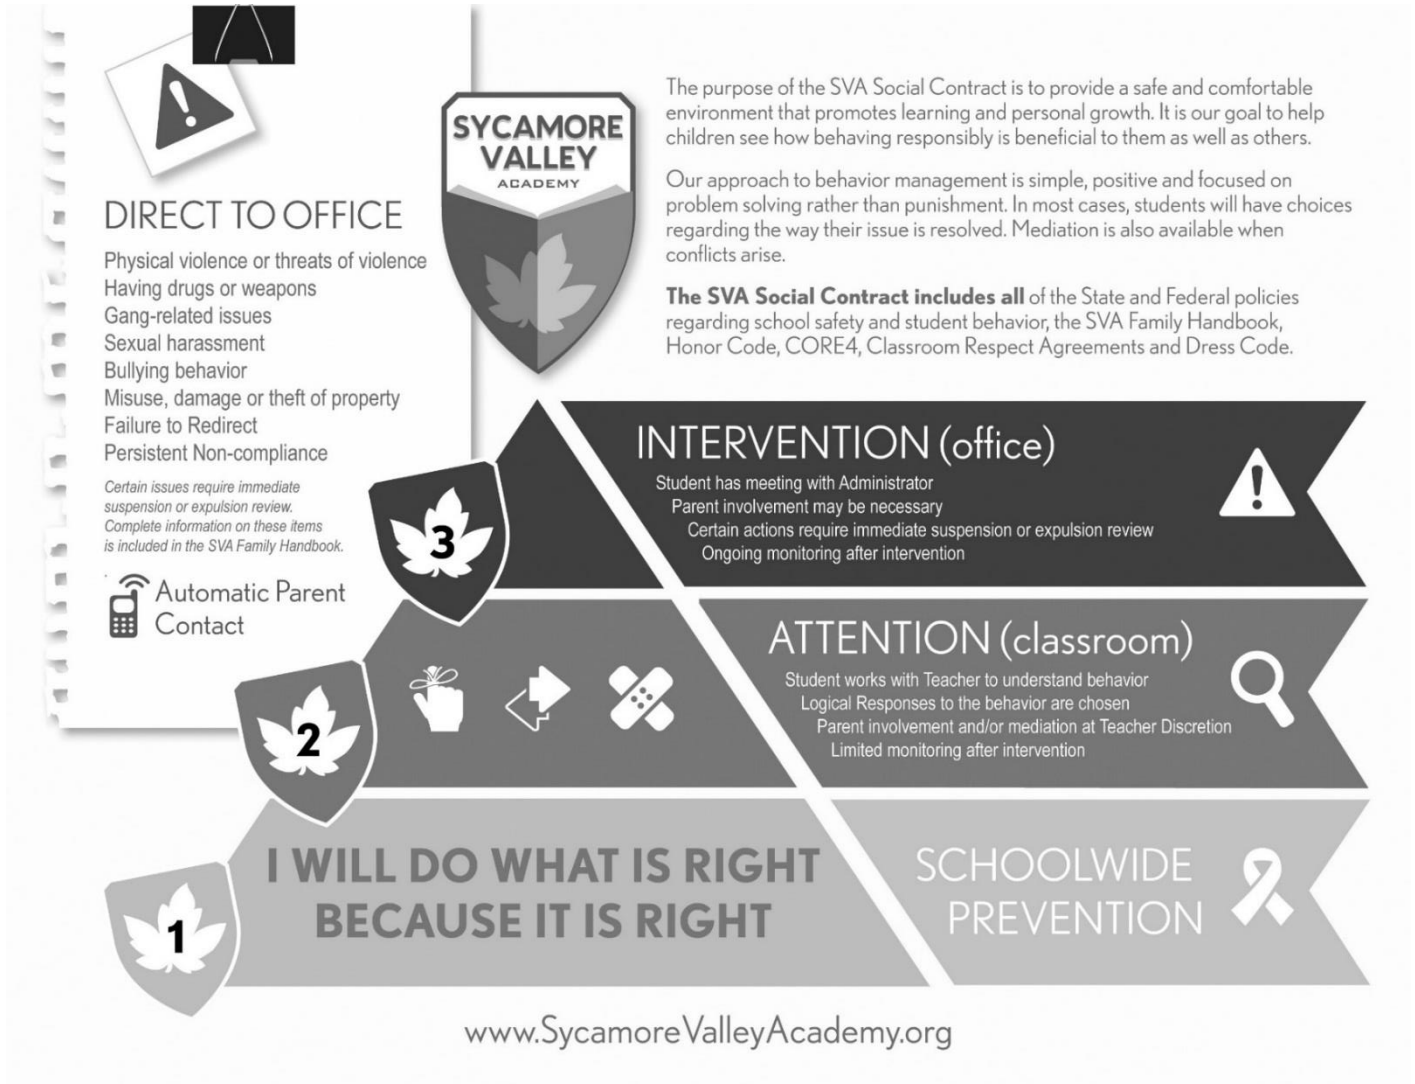 DIRECT TO OFFICE
Physical violence or threats of violence
Having drugs or weapons
Gang-related issues
Sexual harassment
Bullying behavior
Misuse, damage or theft of property
Failure to Redirect
Persistent Non-compliance
Certain issues require immediate
suspension or expulsion review.
Complete information on these items
is included in the SVA Family Handbook.
Automatic Parent
Contact
SYCAMORE
VALLEY
ACADEMY
The purpose of the SVA Social Contract is to provide a safe and comfortable
environment that promotes learning and personal growth. It is our goal to help
children see how behaving responsibly is beneficial to them as well as others.
Our approach to behavior management is simple, positive and focused on
problem solving rather than punishment. In most cases, students will have choices
regarding the way their issue is resolved. Mediation is also available when
conflicts arise.
The SVA Social Contract includes all of the State and Federal policies
regarding school safety and student behavior, the SVA Family Handbook,
Honor Code, CORE4, Classroom Respect Agreements and Dress Code.
3
INTERVENTION (office)
Student has meeting with Administrator
Parent involvement may be necessary
Certain actions require immediate suspension or expulsion review
Ongoing monitoring after intervention
2
ATTENTION (classroom)
Student works with Teacher to understand behavior
Logical Responses to the behavior are chosen
Parent involvement and/or mediation at Teacher Discretion
Limited monitoring after intervention
1
I WILL DO WHAT IS RIGHT
BECAUSE IT IS RIGHT
SCHOOLWIDE
PREVENTION
www.SycamoreValleyAcademy.org